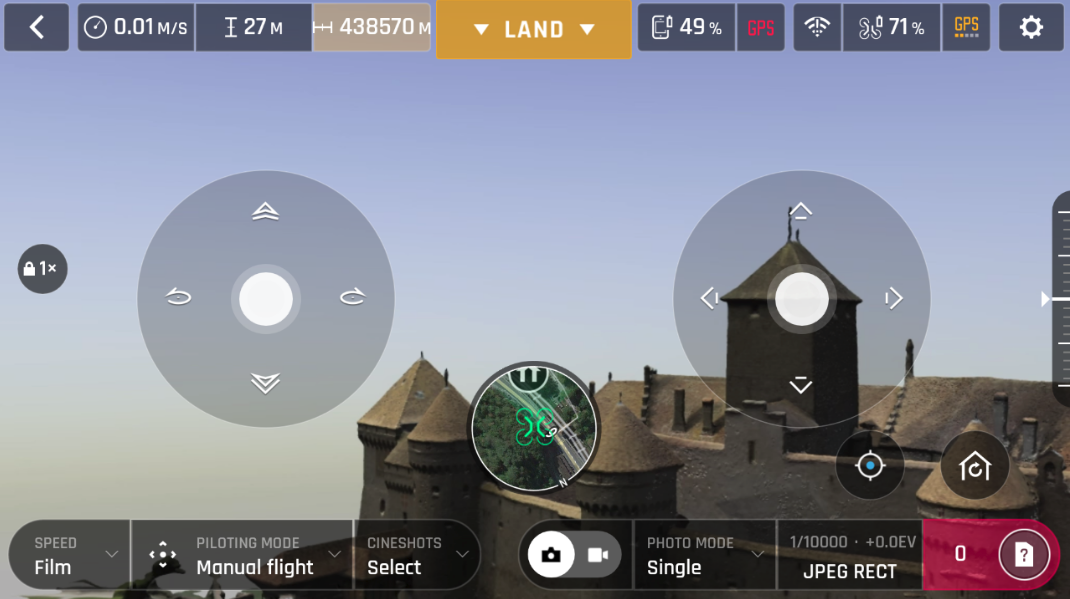 0.01 M/S
27 M
438570 M
LAND
49 %
GPS
71 %
GPS
1×
N
SPEED
Film
PILOTING MODE
Manual flight
CINESHOTS
Select
PHOTO MODE
Single
1/10000 · +0.0EV
JPEG RECT
0
?